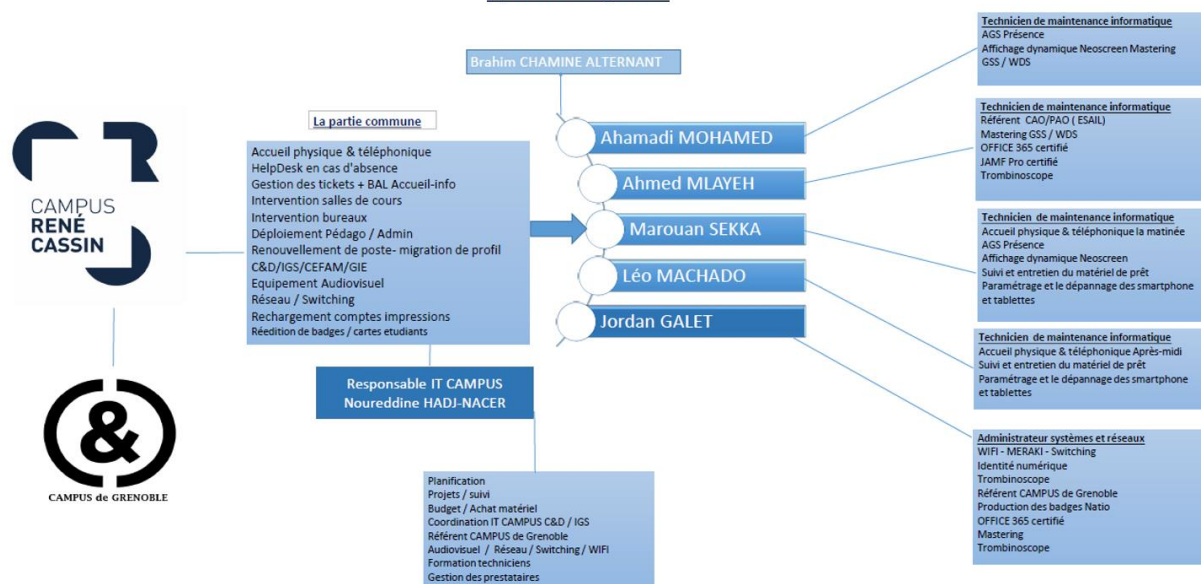 CAMPUS
RENÉ
CASSIN
&
CAMPUS de GRENOBLE
La partie commune
Accueil physique & téléphonique
HelpDesk en cas d'absence
Gestion des tickets + BAL Accueil-info
Intervention salles de cours
Intervention bureaux
Déploiement Pédago / Admin
Renouvellement de poste- migration de profil
C&D/IGS/CEFAM/GIE
Equipement Audiovisuel
Réseau / Switching
Rechargement comptes impressions
Réedition de badges / cartes etudiants
Responsable IT CAMPUS
Noureddine HADJ-NACER
Planification
Projets / suivi
Budget / Achat matériel
Coordination IT CAMPUS C&D / IGS
Référent CAMPUS de Grenoble
Audiovisuel / Réseau / Switching / WIFI
Formation techniciens
Gestion des prestataires
Brahim CHAMINE ALTERNANT
Ahamadi MOHAMED
Ahmed MLAYEH
Marouan SEKKA
Léo MACHADO
Jordan GALET
Technicien de maintenance informatique
AGS Présence
Affichage dynamique Neoscreen Mastering
GSS / WDS
Technicien de maintenance informatique
Référent CAO/PAO ( ESAIL)
Mastering GSS / WDS
OFFICE 365 certifié
JAMF Pro certifié
Trombinoscope
Technicien de maintenance informatique
Accueil physique & téléphonique la matinée
AGS Présence
Affichage dynamique Neoscreen
Suivi et entretien du matériel de prêt
Paramétrage et le dépannage des smartphone
et tablettes
Technicien de maintenance informatique
Accueil physique & téléphonique Après-midi
Suivi et entretien du matériel de prêt
Paramétrage et le dépannage des smartphone
et tablettes
Administrateur systèmes et réseaux
WIFI - MERAKI - Switching
Identité numérique
Trombinoscope
Référent CAMPUS de Grenoble
Production des badges Natio
OFFICE 365 certifié
Mastering
Trombinoscope